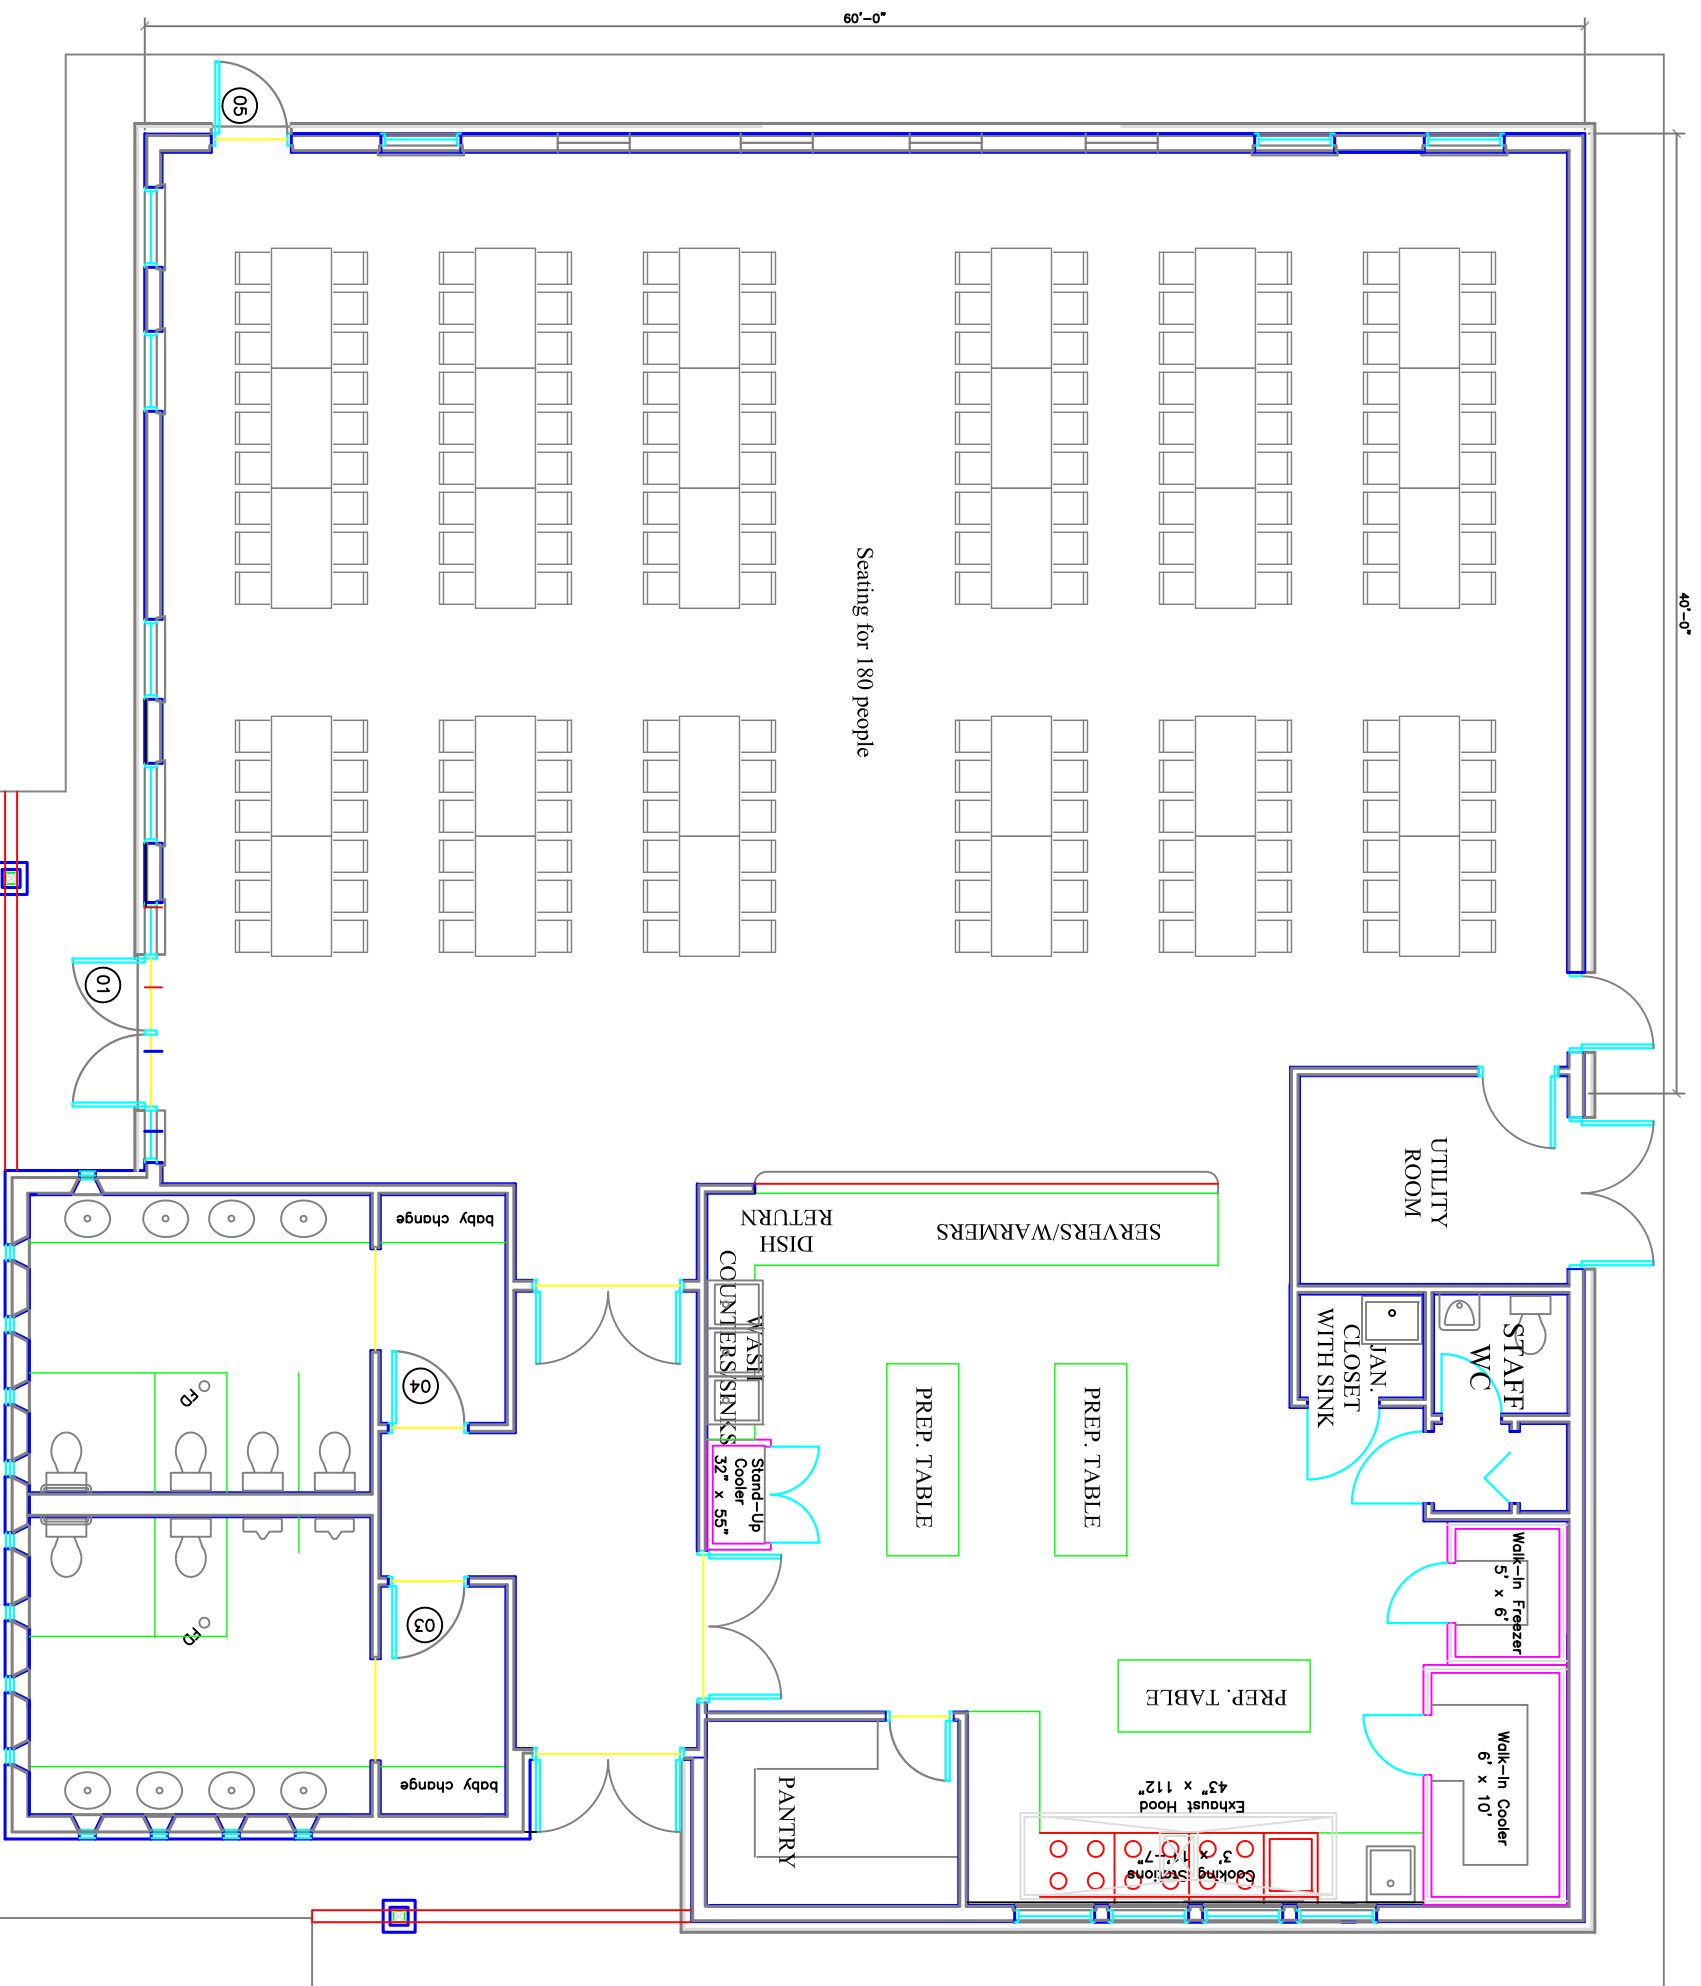 60'-0"
05
40'-0"
Seating for 180 people
01
UTILITY
ROOM
baby change
DISH
RETURN
SERVERS/WARMERS
WASH
COUNTERS/SINKS
JAN.
CLOSET
WITH SINK
STAFF
WC
04
FD
PREP. TABLE
PREP. TABLE
Stand-Up
Cooler
32" x 55"
Walk-In Freezer
5' x 6'
03
FD
PREP. TABLE
Walk-In Cooler
6' x 10'
baby change
PANTRY
Exhaust Hood
43" x 112"
Cooking Stations
3' x 11'-7"